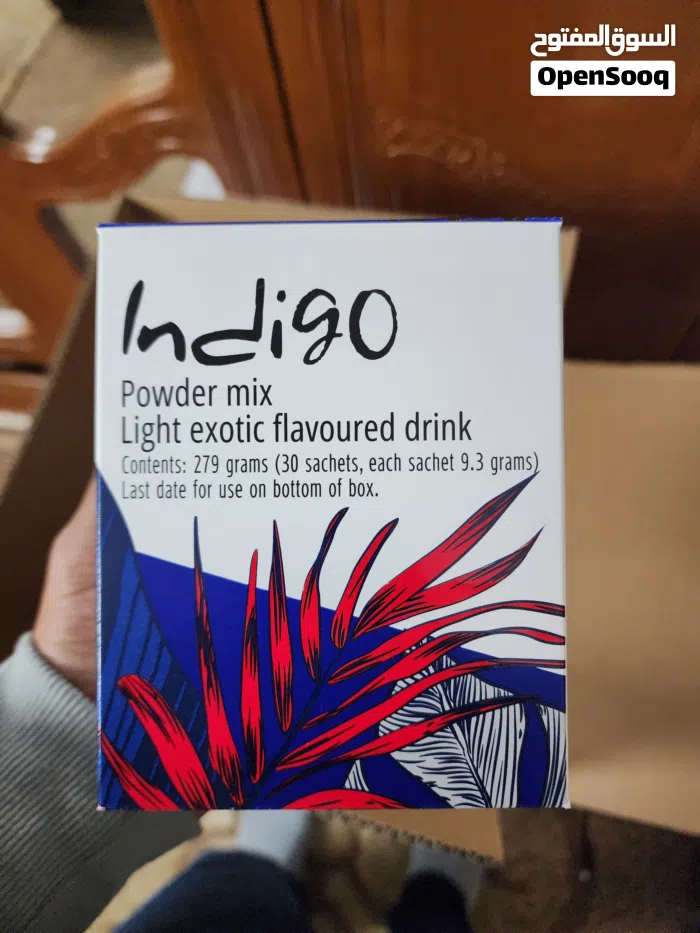 السوق المفتوح
OpenSooq
Indigo
Powder mix
Light exotic flavoured drink
Contents: 279 grams (30 sachets, each sachet 9.3 grams)
Last date for use on bottom of box.